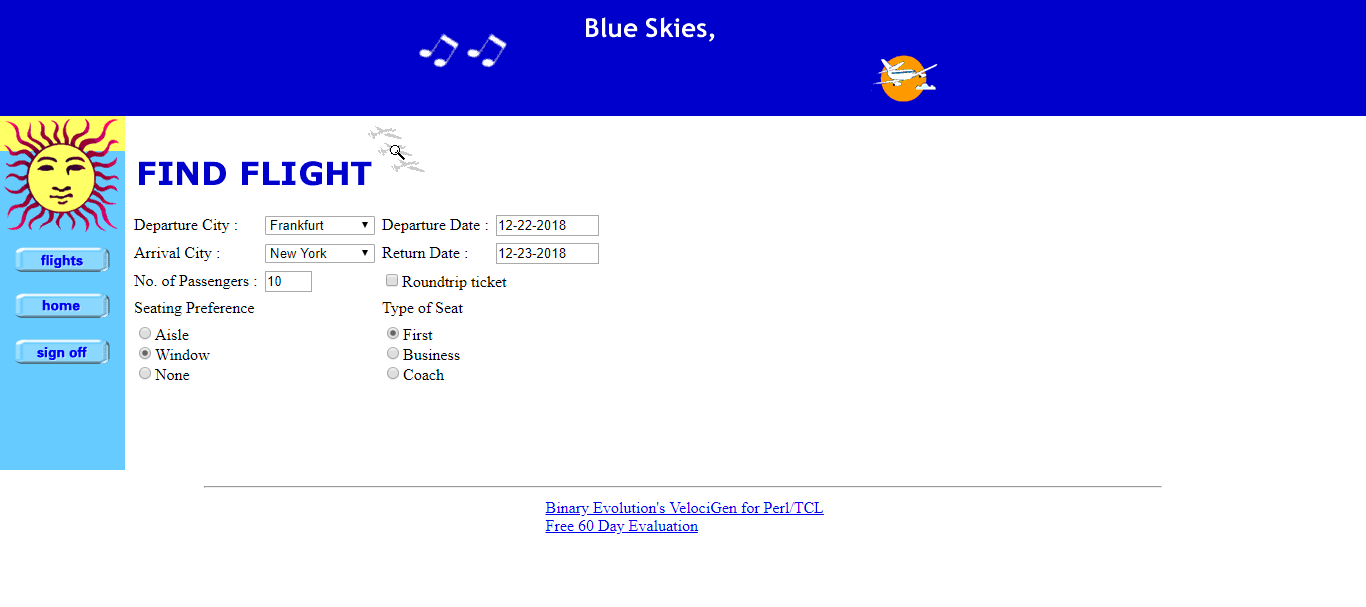 Blue Skies,
FIND FLIGHT
flights
home
sign off
Departure City : Frankfurt Departure Date : 12-22-2018
Arrival City : New York Return Date : 12-23-2018
No. of Passengers : 10 Roundtrip ticket
Seating Preference Type of Seat
Aisle First
Window Business
None Coach
Binary Evolution's VelociGen for Perl/TCL
Free 60 Day Evaluation